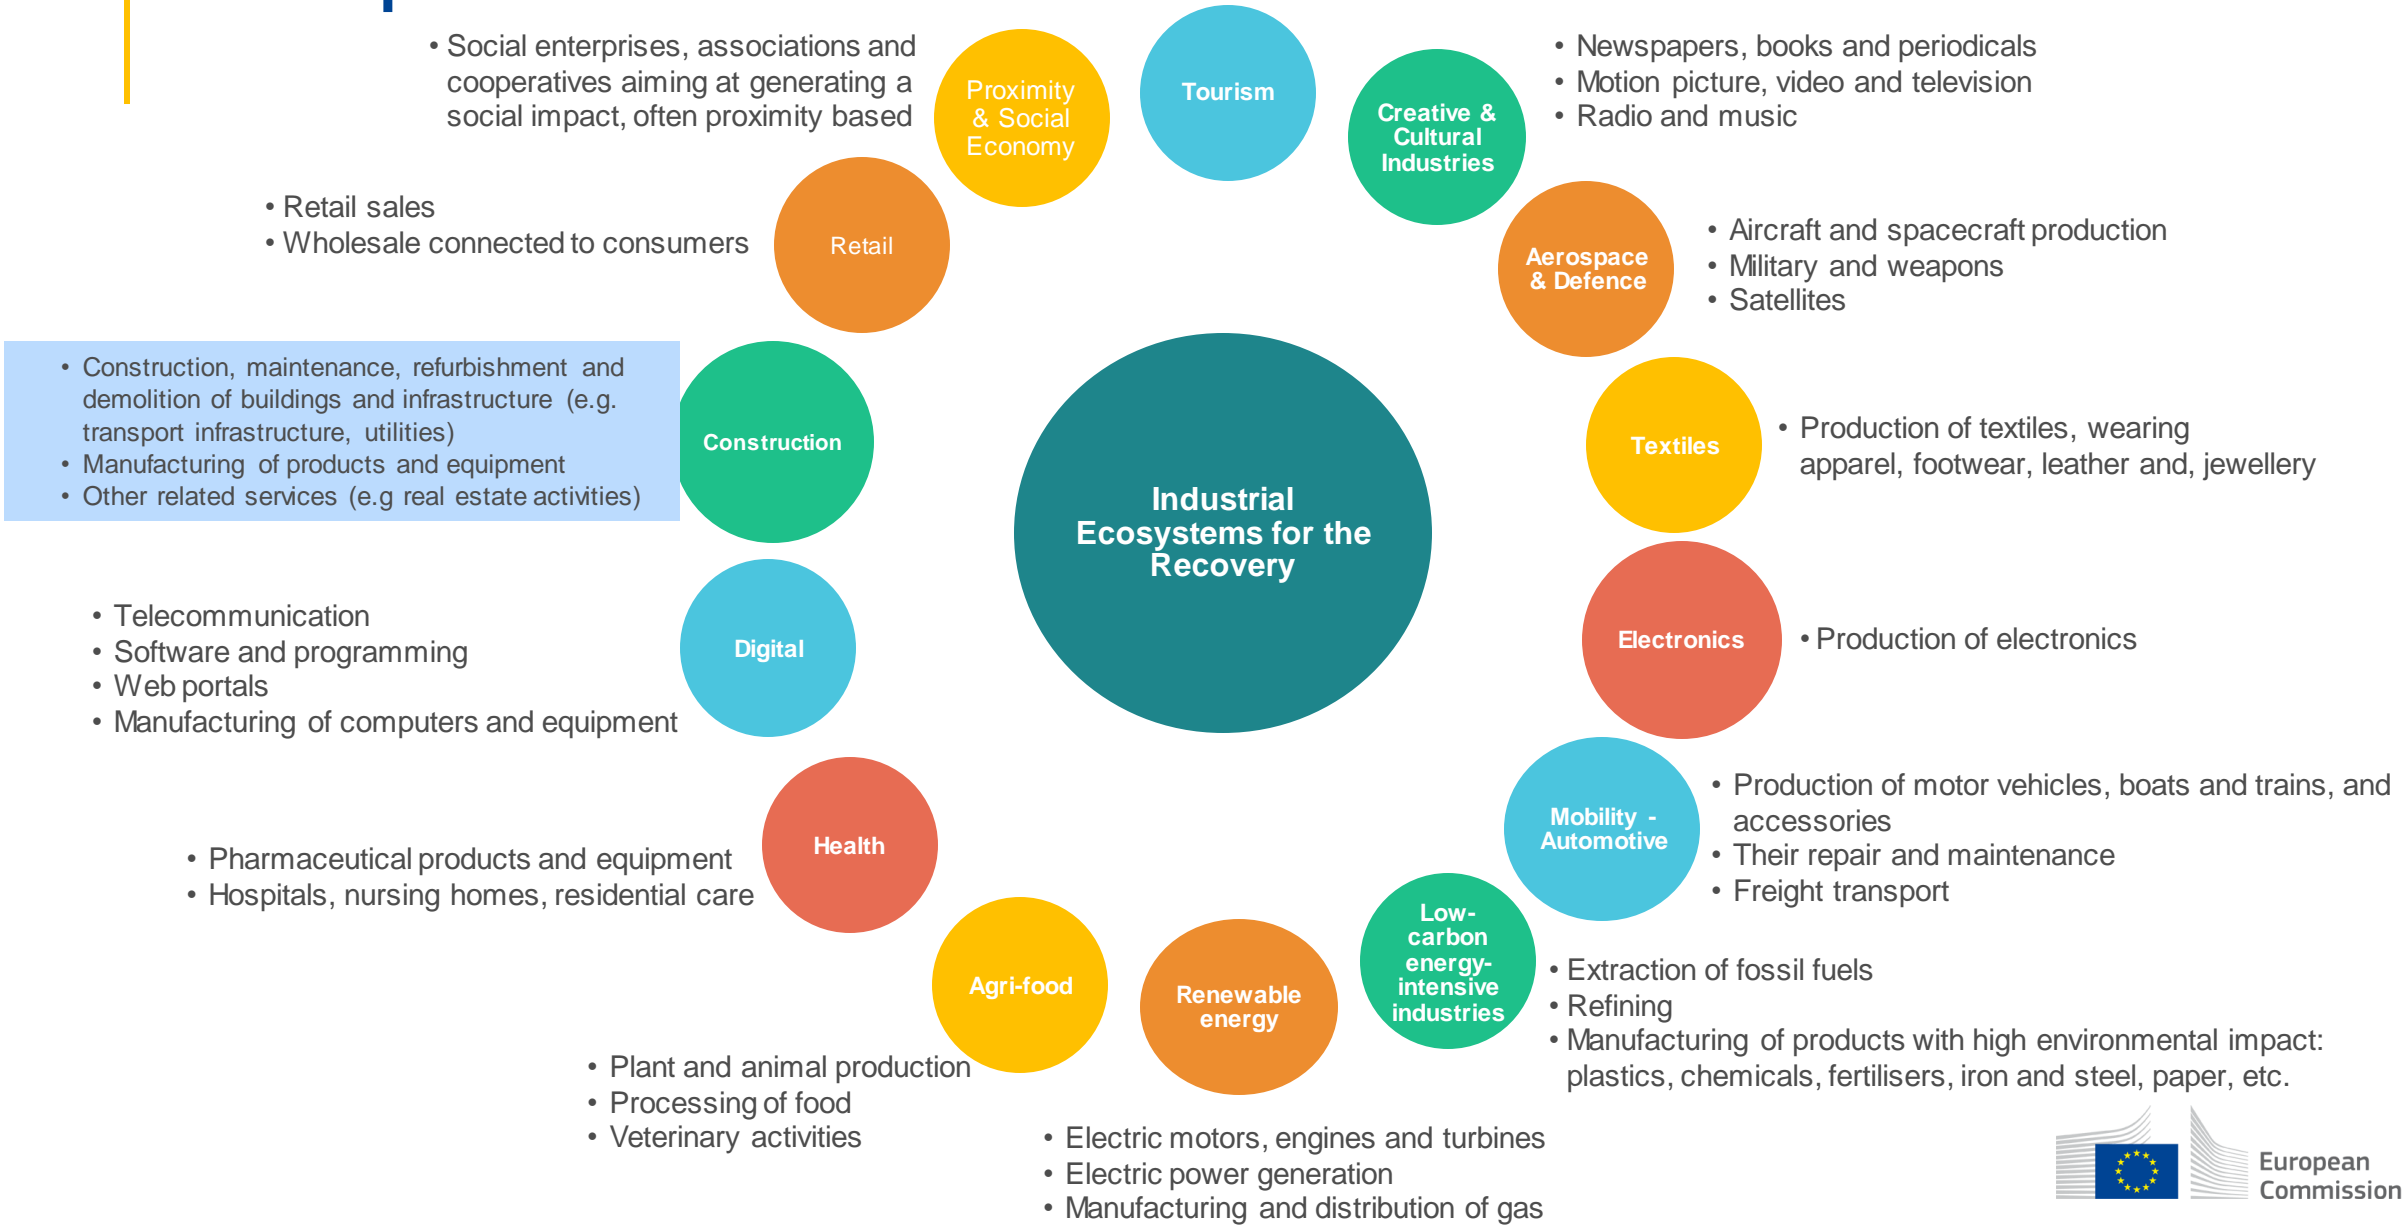 • Social enterprises, associations and
cooperatives aiming at generating a
social impact, often proximity based
Proximity
& Social
Economy
Tourism
Creative &
Cultural
Industries
• Newspapers, books and periodicals
• Motion picture, video and television
• Radio and music
• Retail sales
• Wholesale connected to consumers
Retail
Aerospace
& Defence
• Aircraft and spacecraft production
• Military and weapons
• Satellites
• Construction, maintenance, refurbishment and
demolition of buildings and infrastructure (e.g.
transport infrastructure, utilities)
• Manufacturing of products and equipment
• Other related services (e.g real estate activities)
Construction
Industrial
Ecosystems for the
Recovery
Textiles
• Production of textiles, wearing
apparel, footwear, leather and, jewellery
• Telecommunication
• Software and programming
• Web portals
• Manufacturing of computers and equipment
Digital
Electronics
• Production of electronics
• Pharmaceutical products and equipment
• Hospitals, nursing homes, residential care
Health
Mobility -
Automotive
• Production of motor vehicles, boats and trains, and
accessories
• Their repair and maintenance
• Freight transport
Agri-food
• Plant and animal production
• Processing of food
• Veterinary activities
Renewable
energy
• Electric motors, engines and turbines
• Electric power generation
• Manufacturing and distribution of gas
Low-
carbon
energy-
intensive
industries
• Extraction of fossil fuels
• Refining
• Manufacturing of products with high environmental impact:
plastics, chemicals, fertilisers, iron and steel, paper, etc.
European
Commission